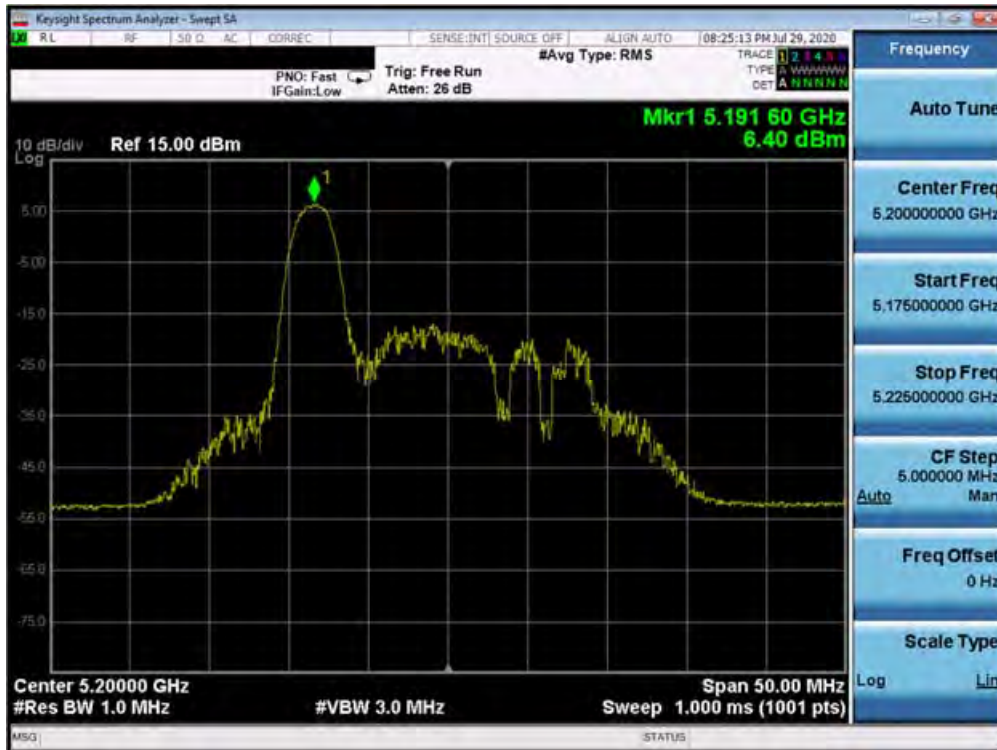 Keysight Spectrum Analyzer - Swept SA
LXI RL RF 50 Ω AC CORREC SENSE:INT SOURCE OFF ALIGN AUTO 08:25:13 PM Jul 29, 2020
#Avg Type: RMS
TRACE 1 2 3 4 5 6
PNO: Fast Trig: Free Run
TYPE A WWWWW
IFGain:Low Atten: 26 dB
DET A N N N N N
Mkr1 5.191 60 GHz
6.40 dBm
10 dB/div Ref 15.00 dBm
Log
1
5.00
-5.00
-15.0
-25.0
-35.0
-45.0
-55.0
-65.0
-75.0
Center 5.20000 GHz Span 50.00 MHz
#Res BW 1.0 MHz #VBW 3.0 MHz Sweep 1.000 ms (1001 pts)
MSG STATUS
Frequency
Auto Tune
Center Freq
5.200000000 GHz
Start Freq
5.175000000 GHz
Stop Freq
5.225000000 GHz
CF Step
5.000000 MHz
Auto Man
Freq Offset
0 Hz
Scale Type
Log Lin